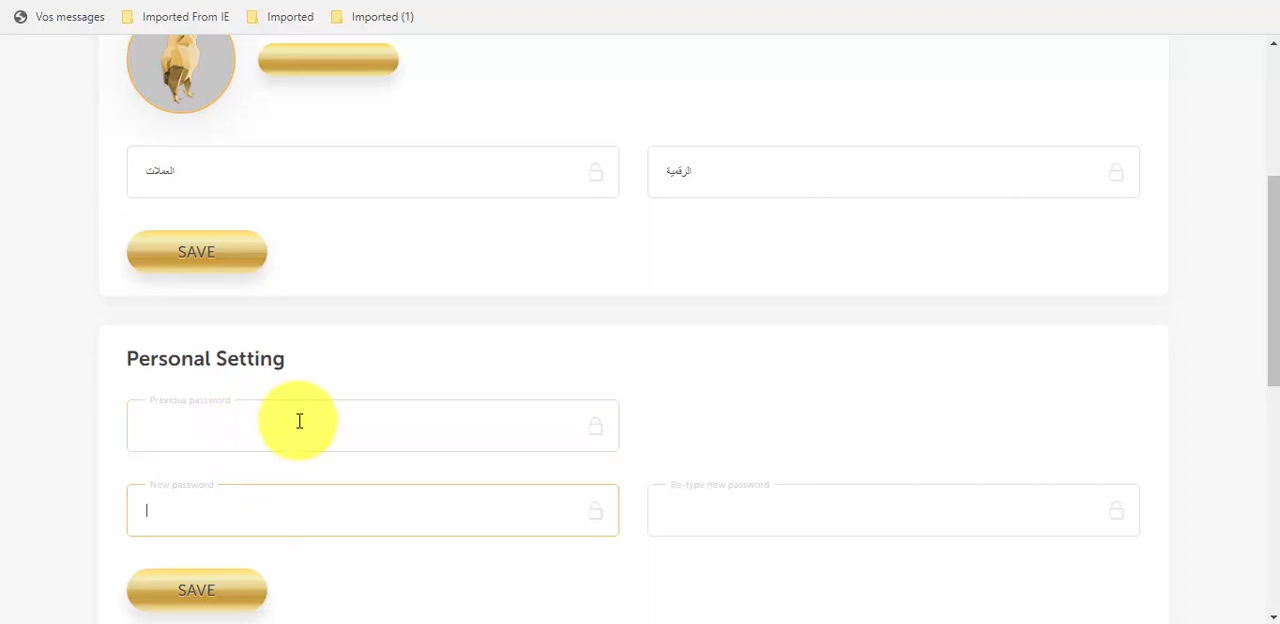 Vos messages Imported From IE Imported Imported (1)
العملات
الرقمية
SAVE
Personal Setting
Previous password
New password
Re-type new password
SAVE